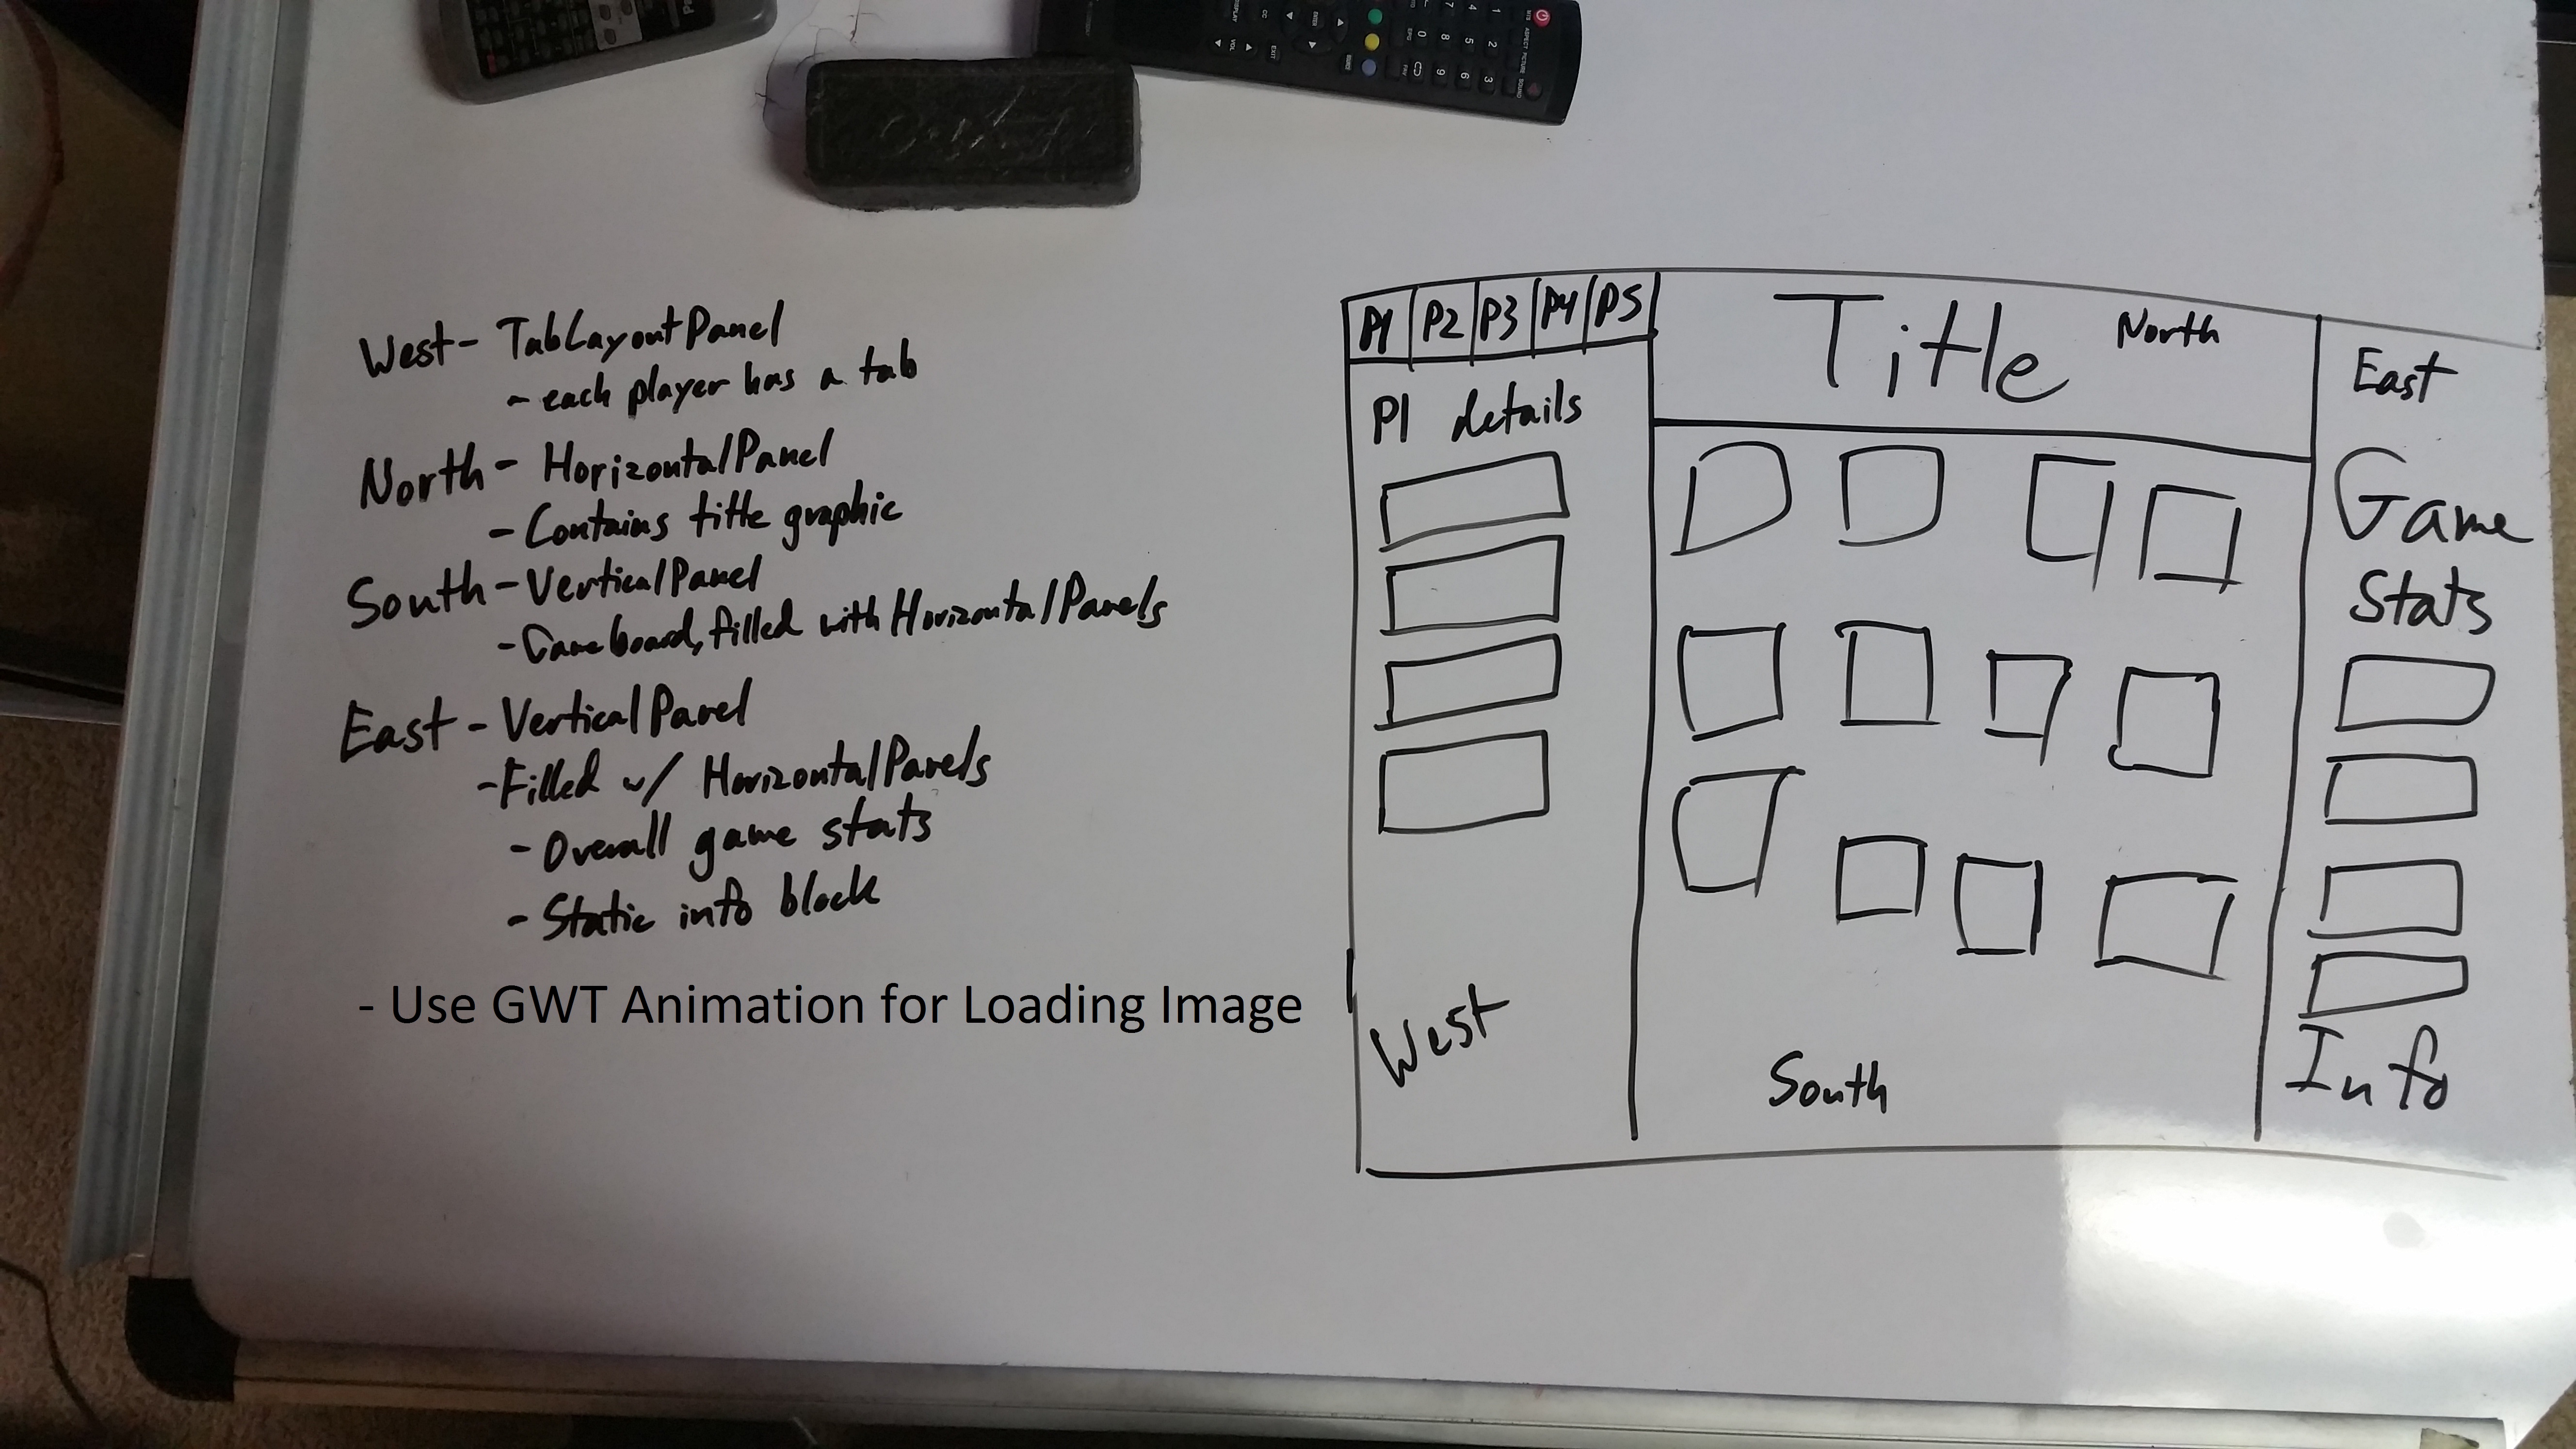 West - TabLayoutPanel
- each player has a tab
North - HorizontalPanel
- Contains title graphic
South - VerticalPanel
- Gameboard, filled with HorizontalPanels
East - VerticalPanel
- Filled w/ HorizontalPanels
- Overall game stats
- Static info block
- Use GWT Animation for Loading Image
P1 P2 P3 P4 P5
P1 details
West
Title North
South
East
Game
Stats
Info